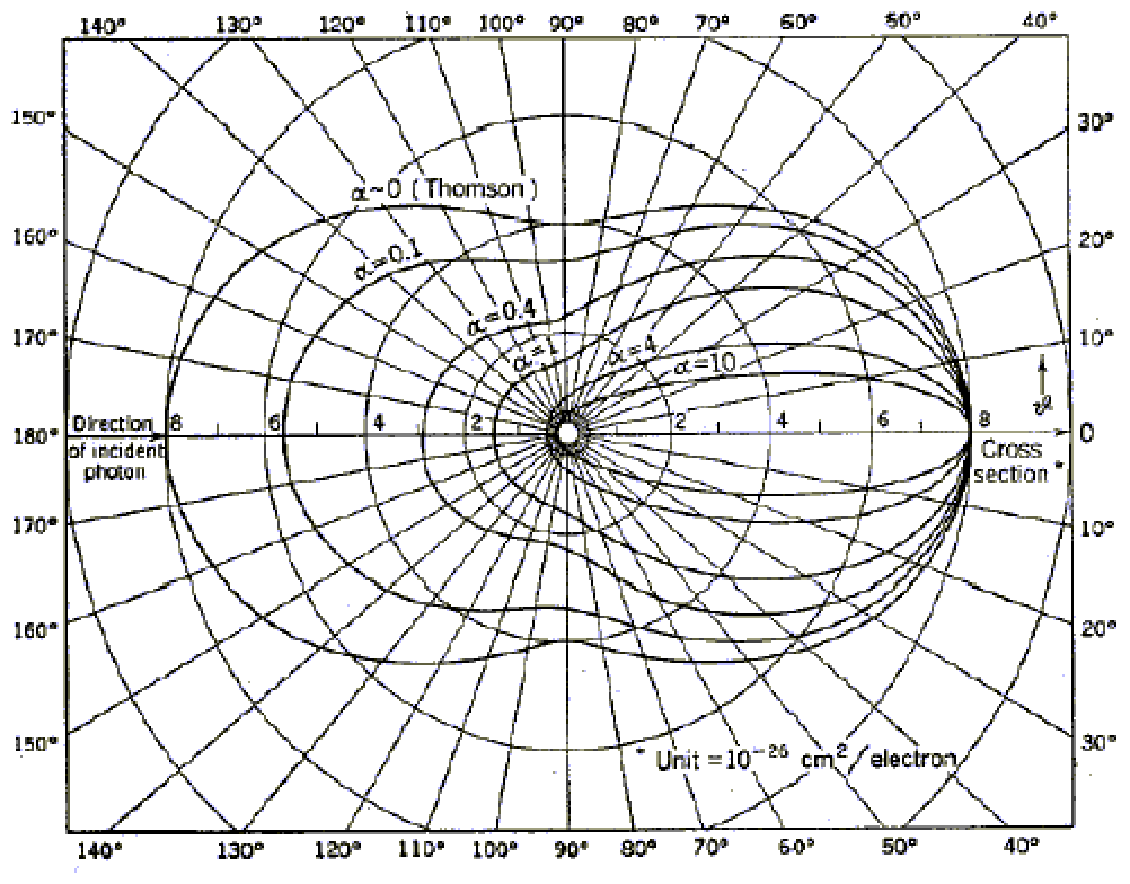 140° 130° 120° 110° 100° 90° 80° 70° 60° 50° 40°
150° 30°
α~0 (Thomson)
160° 20°
α=0.1
α=0.4
170° 10°
α=1 α=4 α=10
Direction 8 6 4 2 2 4 6 8 ϑ
180° 0
of incident Cross
photon section *
170° 10°
160° 20°
150° 30°
* Unit = 10⁻²⁶ cm²/electron
140° 130° 120° 110° 100° 90° 80° 70° 60° 50° 40°